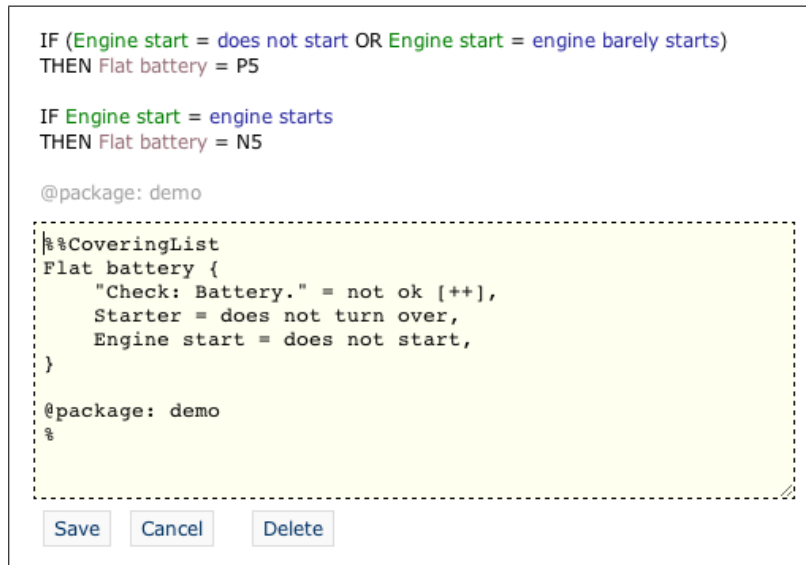 IF (Engine start = does not start OR Engine start = engine barely starts)
THEN Flat battery = P5
IF Engine start = engine starts
THEN Flat battery = N5
@package: demo
%%CoveringList
Flat battery {
"Check: Battery." = not ok [++],
Starter = does not turn over,
Engine start = does not start,
}
@package: demo
%
Save Cancel Delete